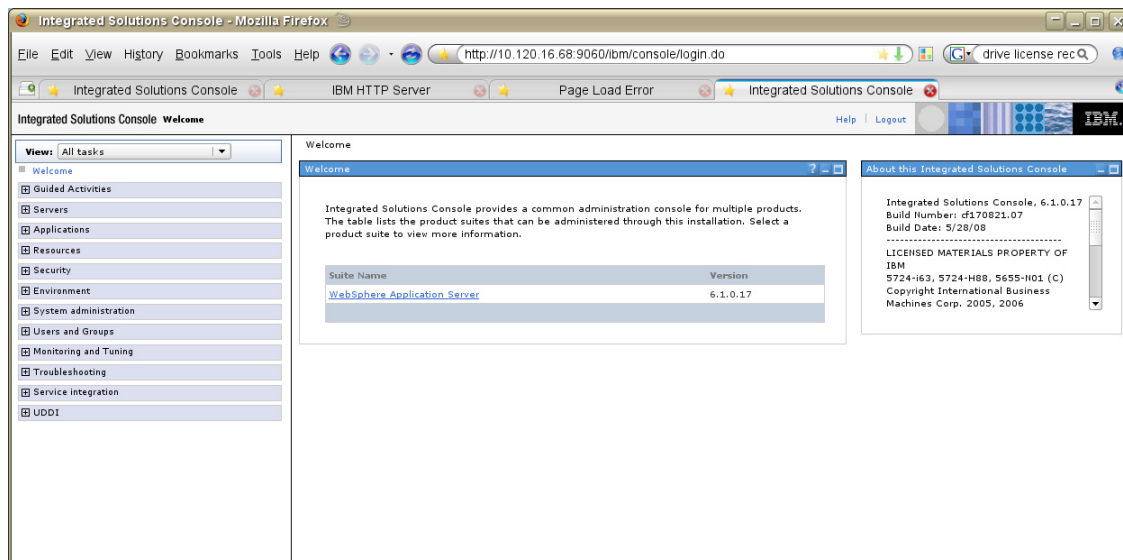 Integrated Solutions Console - Mozilla Firefox
File Edit View History Bookmarks Tools Help http://10.120.16.68:9060/ibm/console/login.do G drive license rec
Integrated Solutions Console IBM HTTP Server Page Load Error Integrated Solutions Console
Integrated Solutions Console Welcome Help | Logout IBM.
View: All tasks
Welcome
Guided Activities
Servers
Applications
Resources
Security
Environment
System administration
Users and Groups
Monitoring and Tuning
Troubleshooting
Service integration
UDDI
Welcome
Welcome ?
Integrated Solutions Console provides a common administration console for multiple products.
The table lists the product suites that can be administered through this installation. Select a
product suite to view more information.
Suite Name Version
WebSphere Application Server 6.1.0.17
About this Integrated Solutions Console
Integrated Solutions Console, 6.1.0.17
Build Number: cf170821.07
Build Date: 5/28/08
-------------------------------------
LICENSED MATERIALS PROPERTY OF
IBM
5724-i63, 5724-H88, 5655-N01 (C)
Copyright International Business
Machines Corp. 2005, 2006